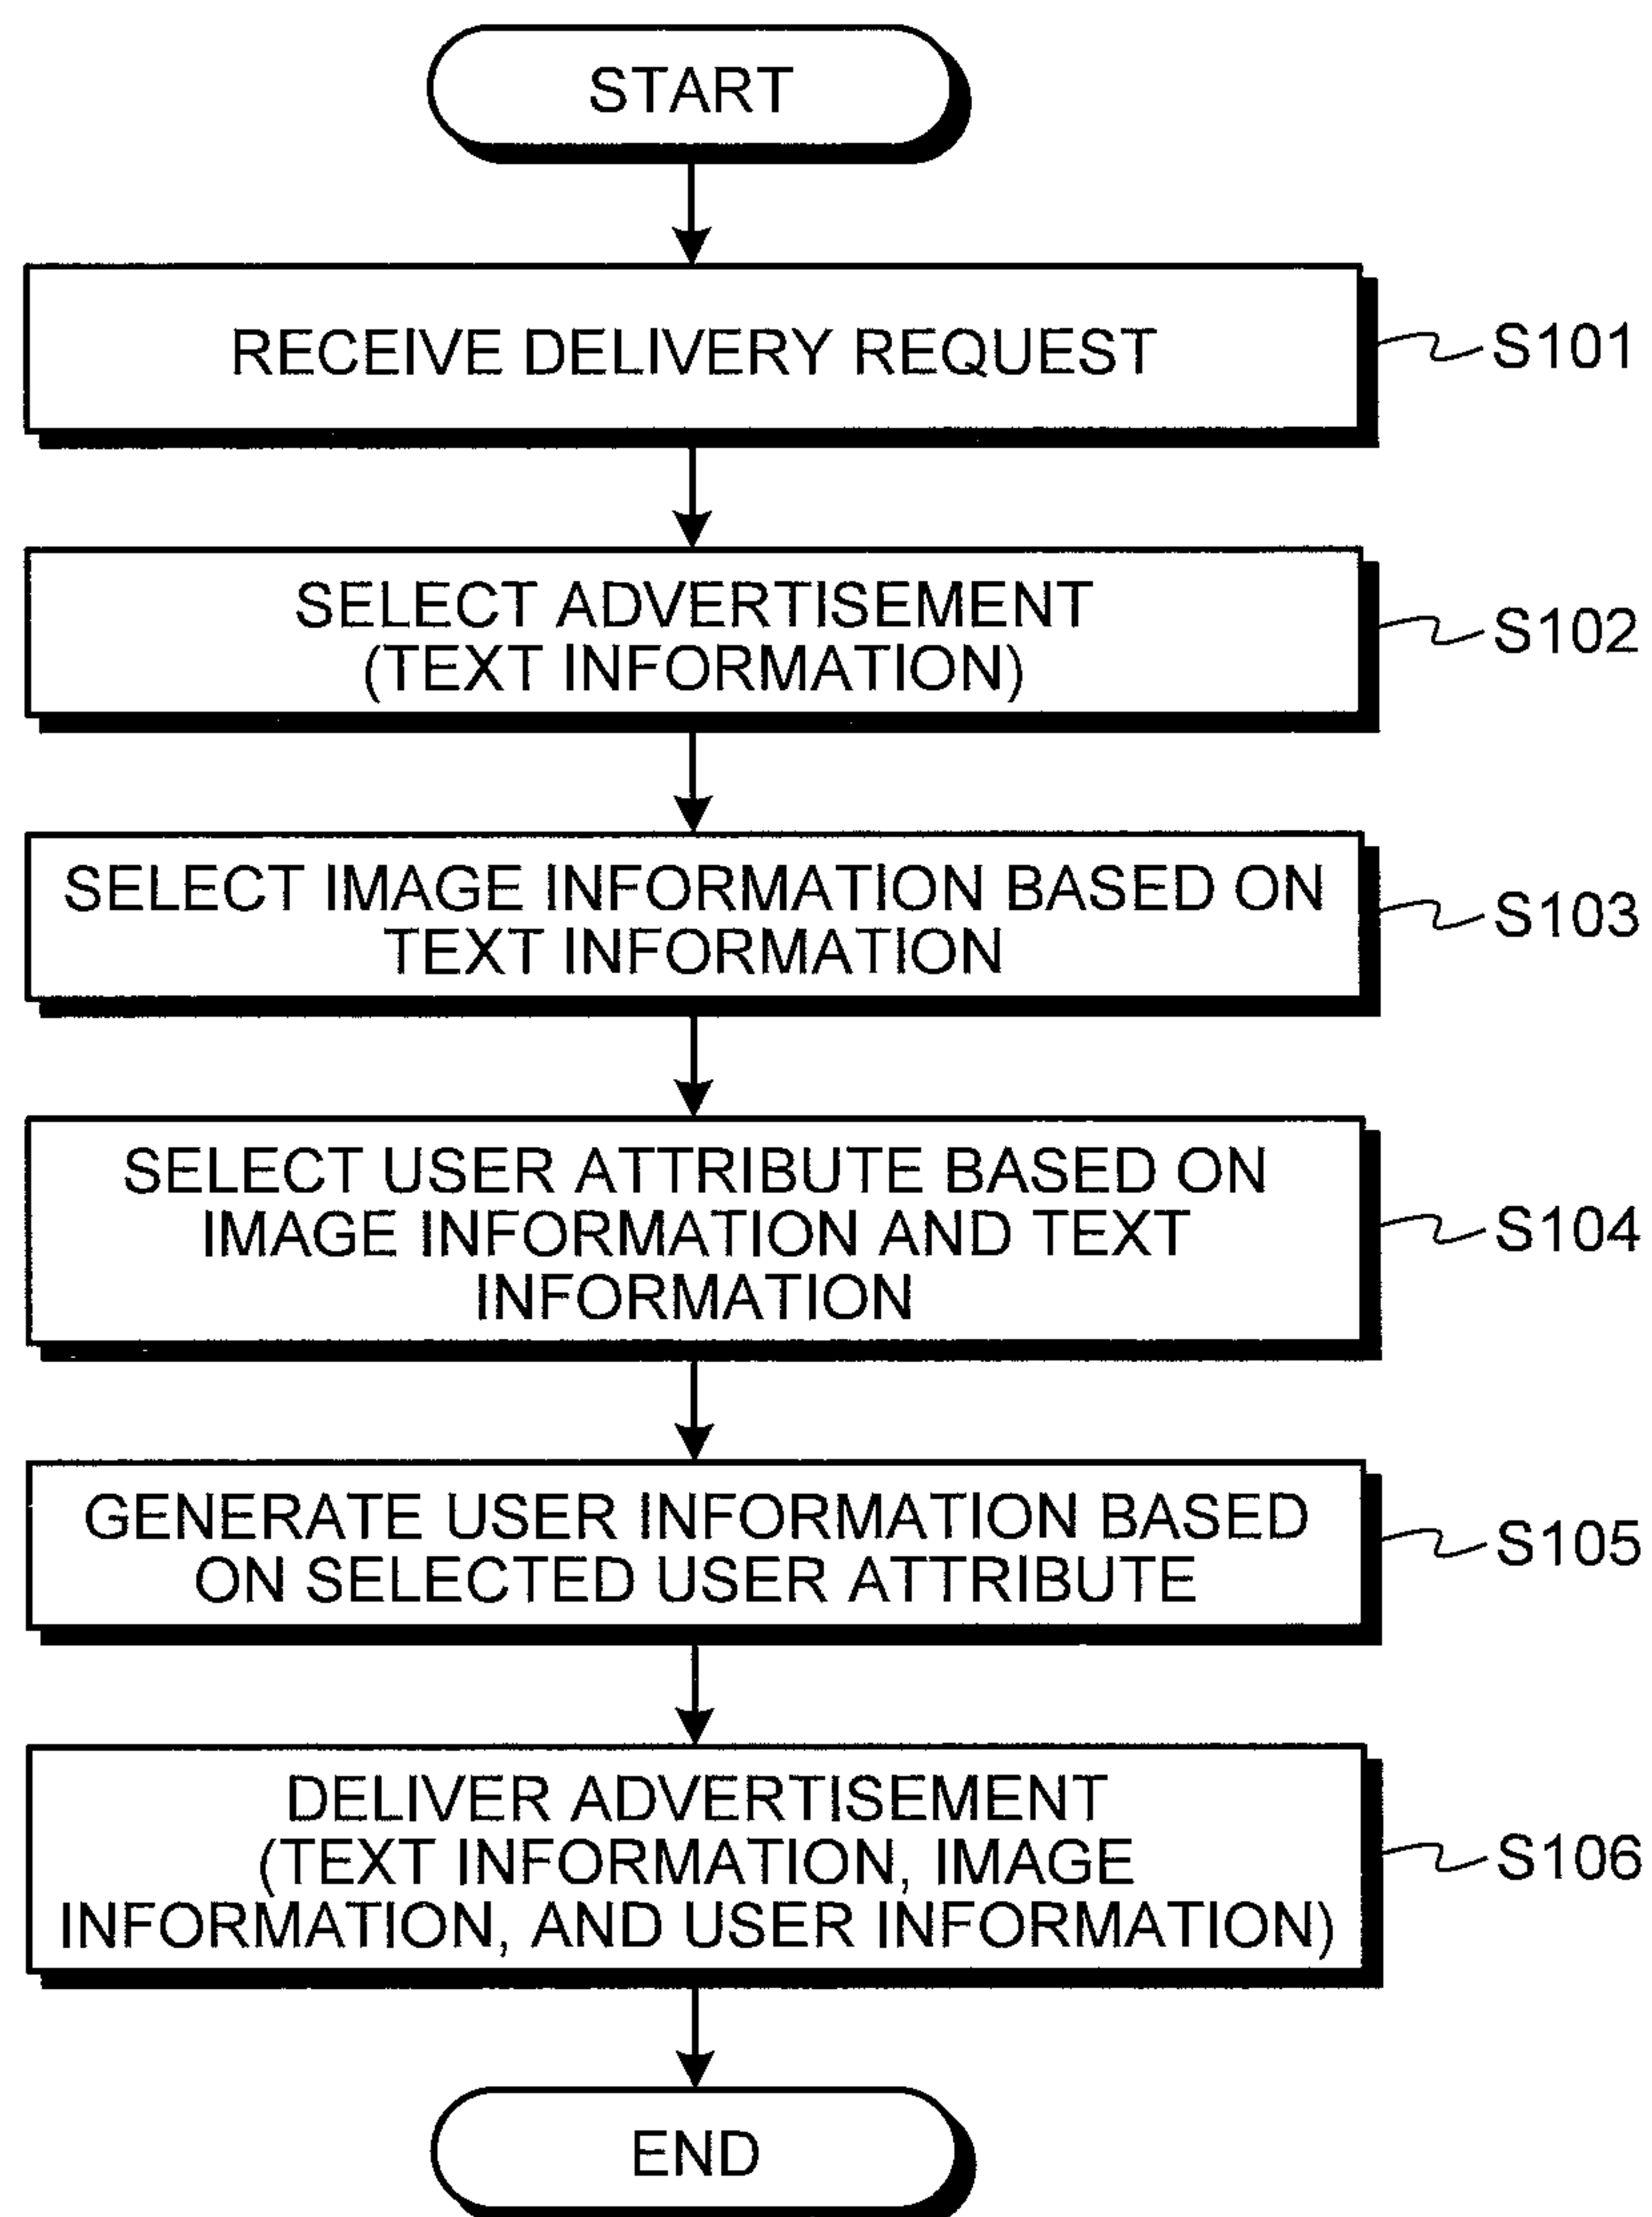 START
RECEIVE DELIVERY REQUEST
S101
SELECT ADVERTISEMENT
(TEXT INFORMATION)
S102
SELECT IMAGE INFORMATION BASED ON
TEXT INFORMATION
S103
SELECT USER ATTRIBUTE BASED ON
IMAGE INFORMATION AND TEXT
INFORMATION
S104
GENERATE USER INFORMATION BASED
ON SELECTED USER ATTRIBUTE
S105
DELIVER ADVERTISEMENT
(TEXT INFORMATION, IMAGE
INFORMATION, AND USER INFORMATION)
S106
END